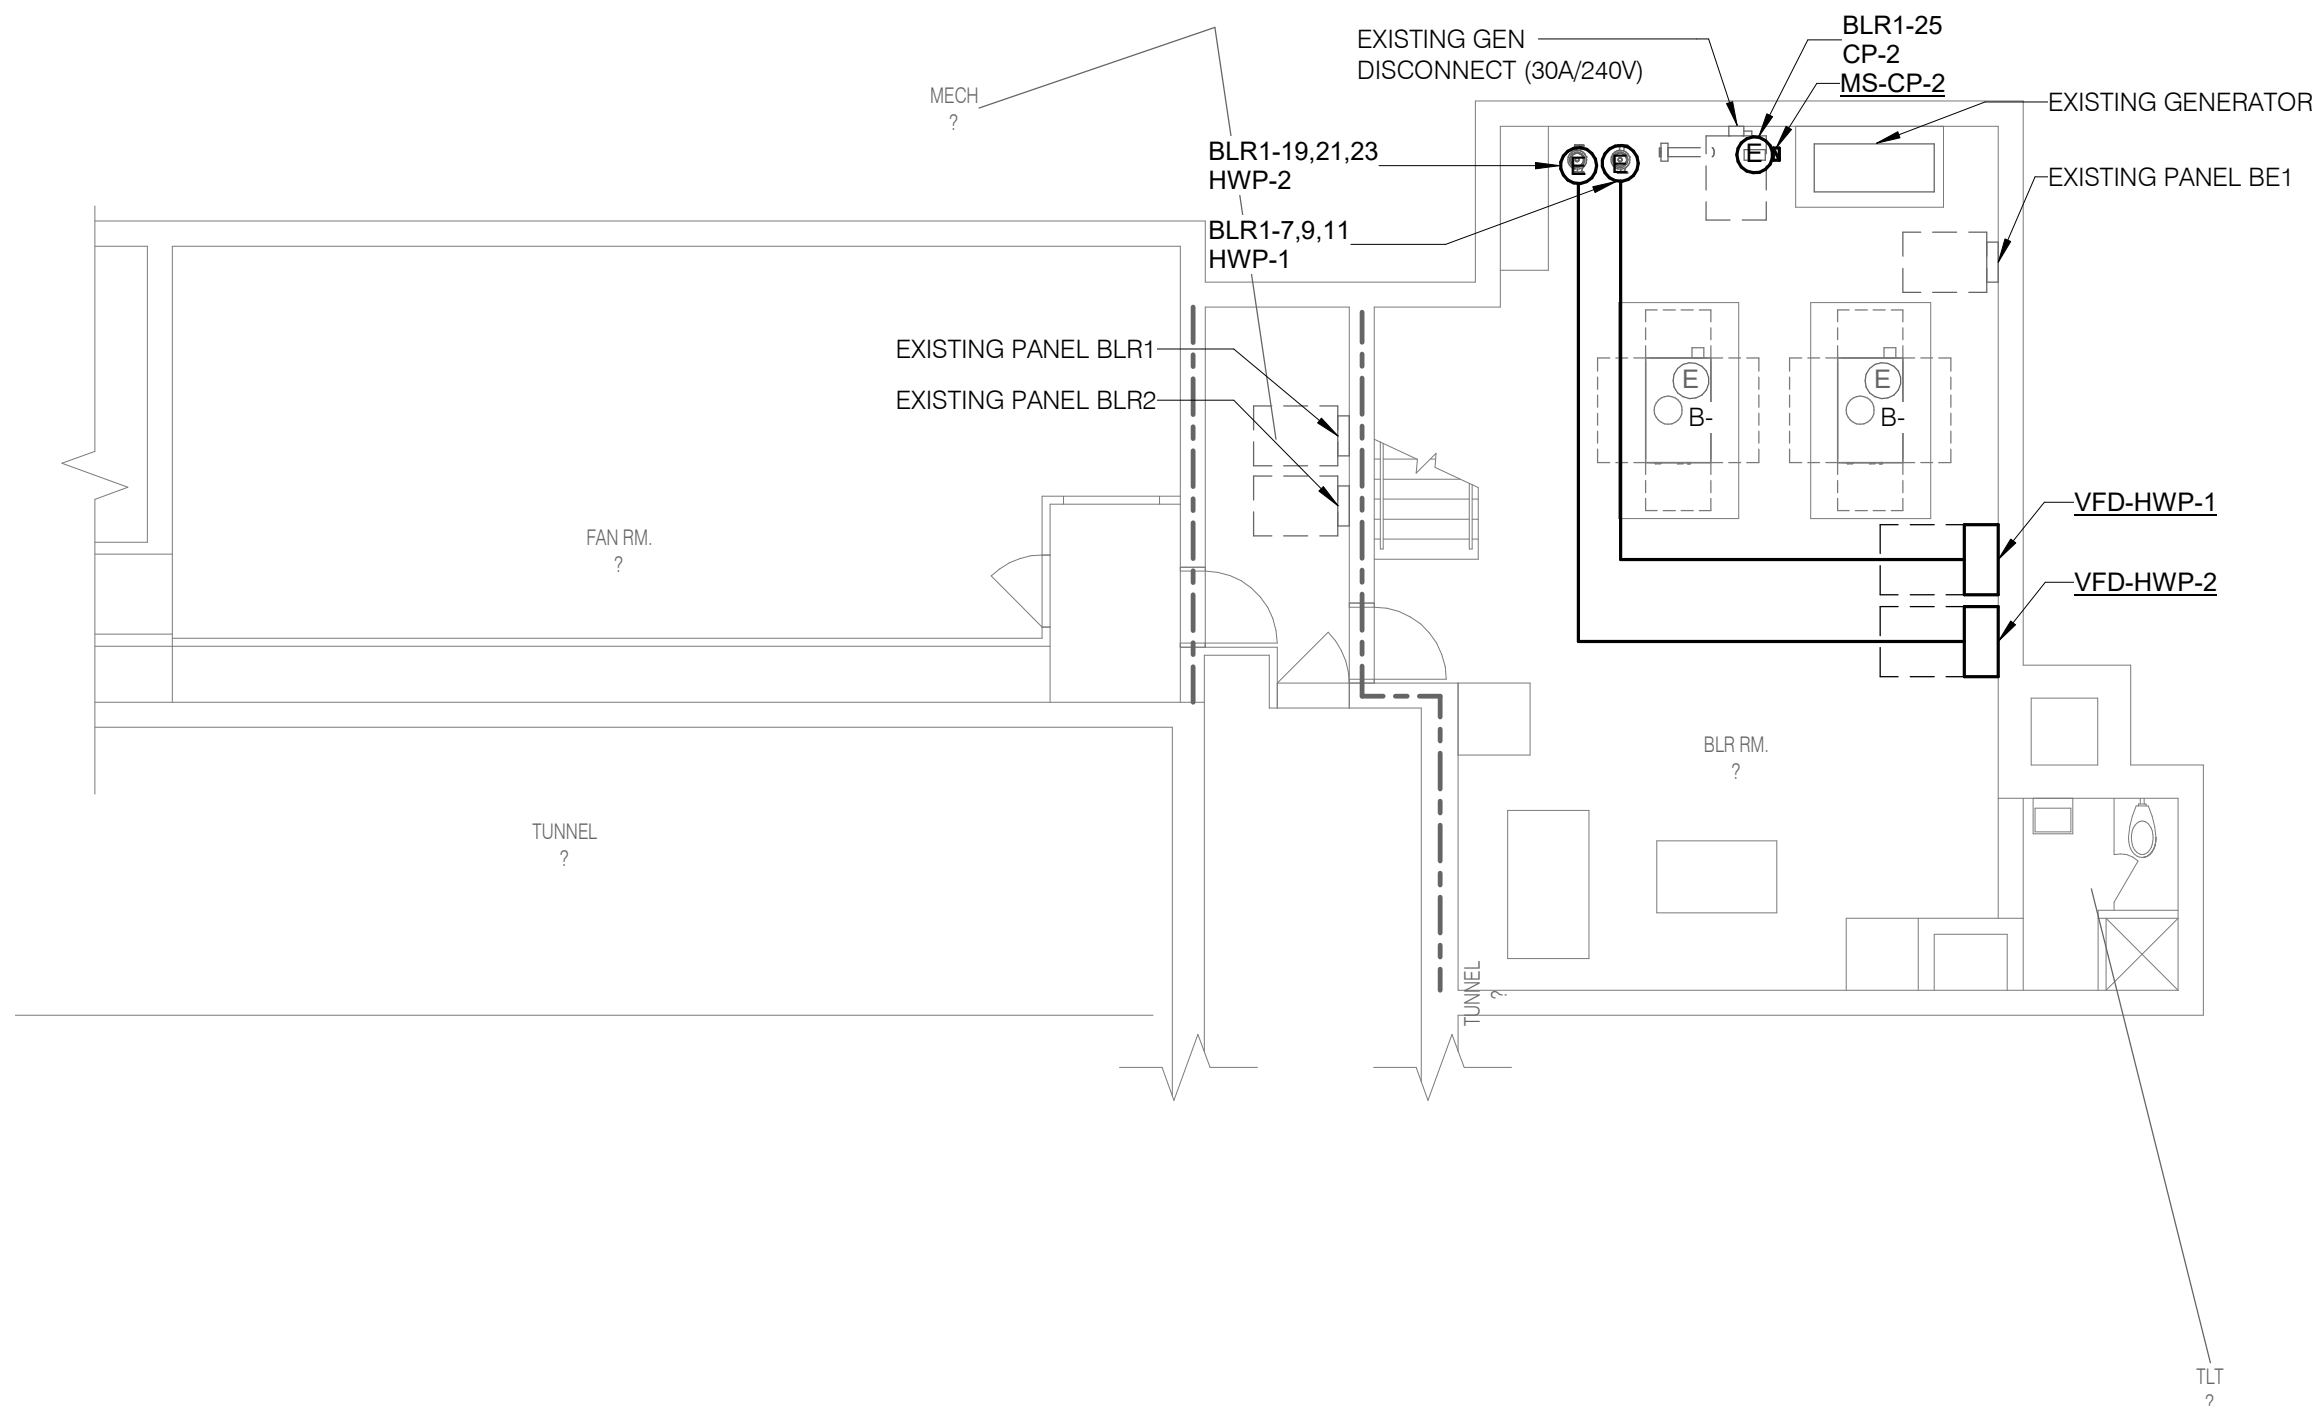 EXISTING GEN
DISCONNECT (30A/240V)
BLR1-25
CP-2
MS-CP-2
EXISTING GENERATOR
MECH
?
BLR1-19,21,23
HWP-2
EXISTING PANEL BE1
BLR1-7,9,11
HWP-1
E
E
E
EXISTING PANEL BLR1
EXISTING PANEL BLR2
E
B-
E
B-
VFD-HWP-1
VFD-HWP-2
FAN RM.
?
BLR RM.
?
TUNNEL
?
TUNNEL
?
TLT
?